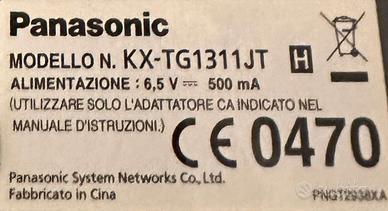 Panasonic
MODELLO N. KX-TG1311JT H
ALIMENTAZIONE : 6,5 V 500 mA
(UTILIZZARE SOLO L'ADATTATORE CA INDICATO NEL
MANUALE D'ISTRUZIONI.)
CE 0470
Panasonic System Networks Co., Ltd.
Fabbricato in Cina
PNGT2938XA